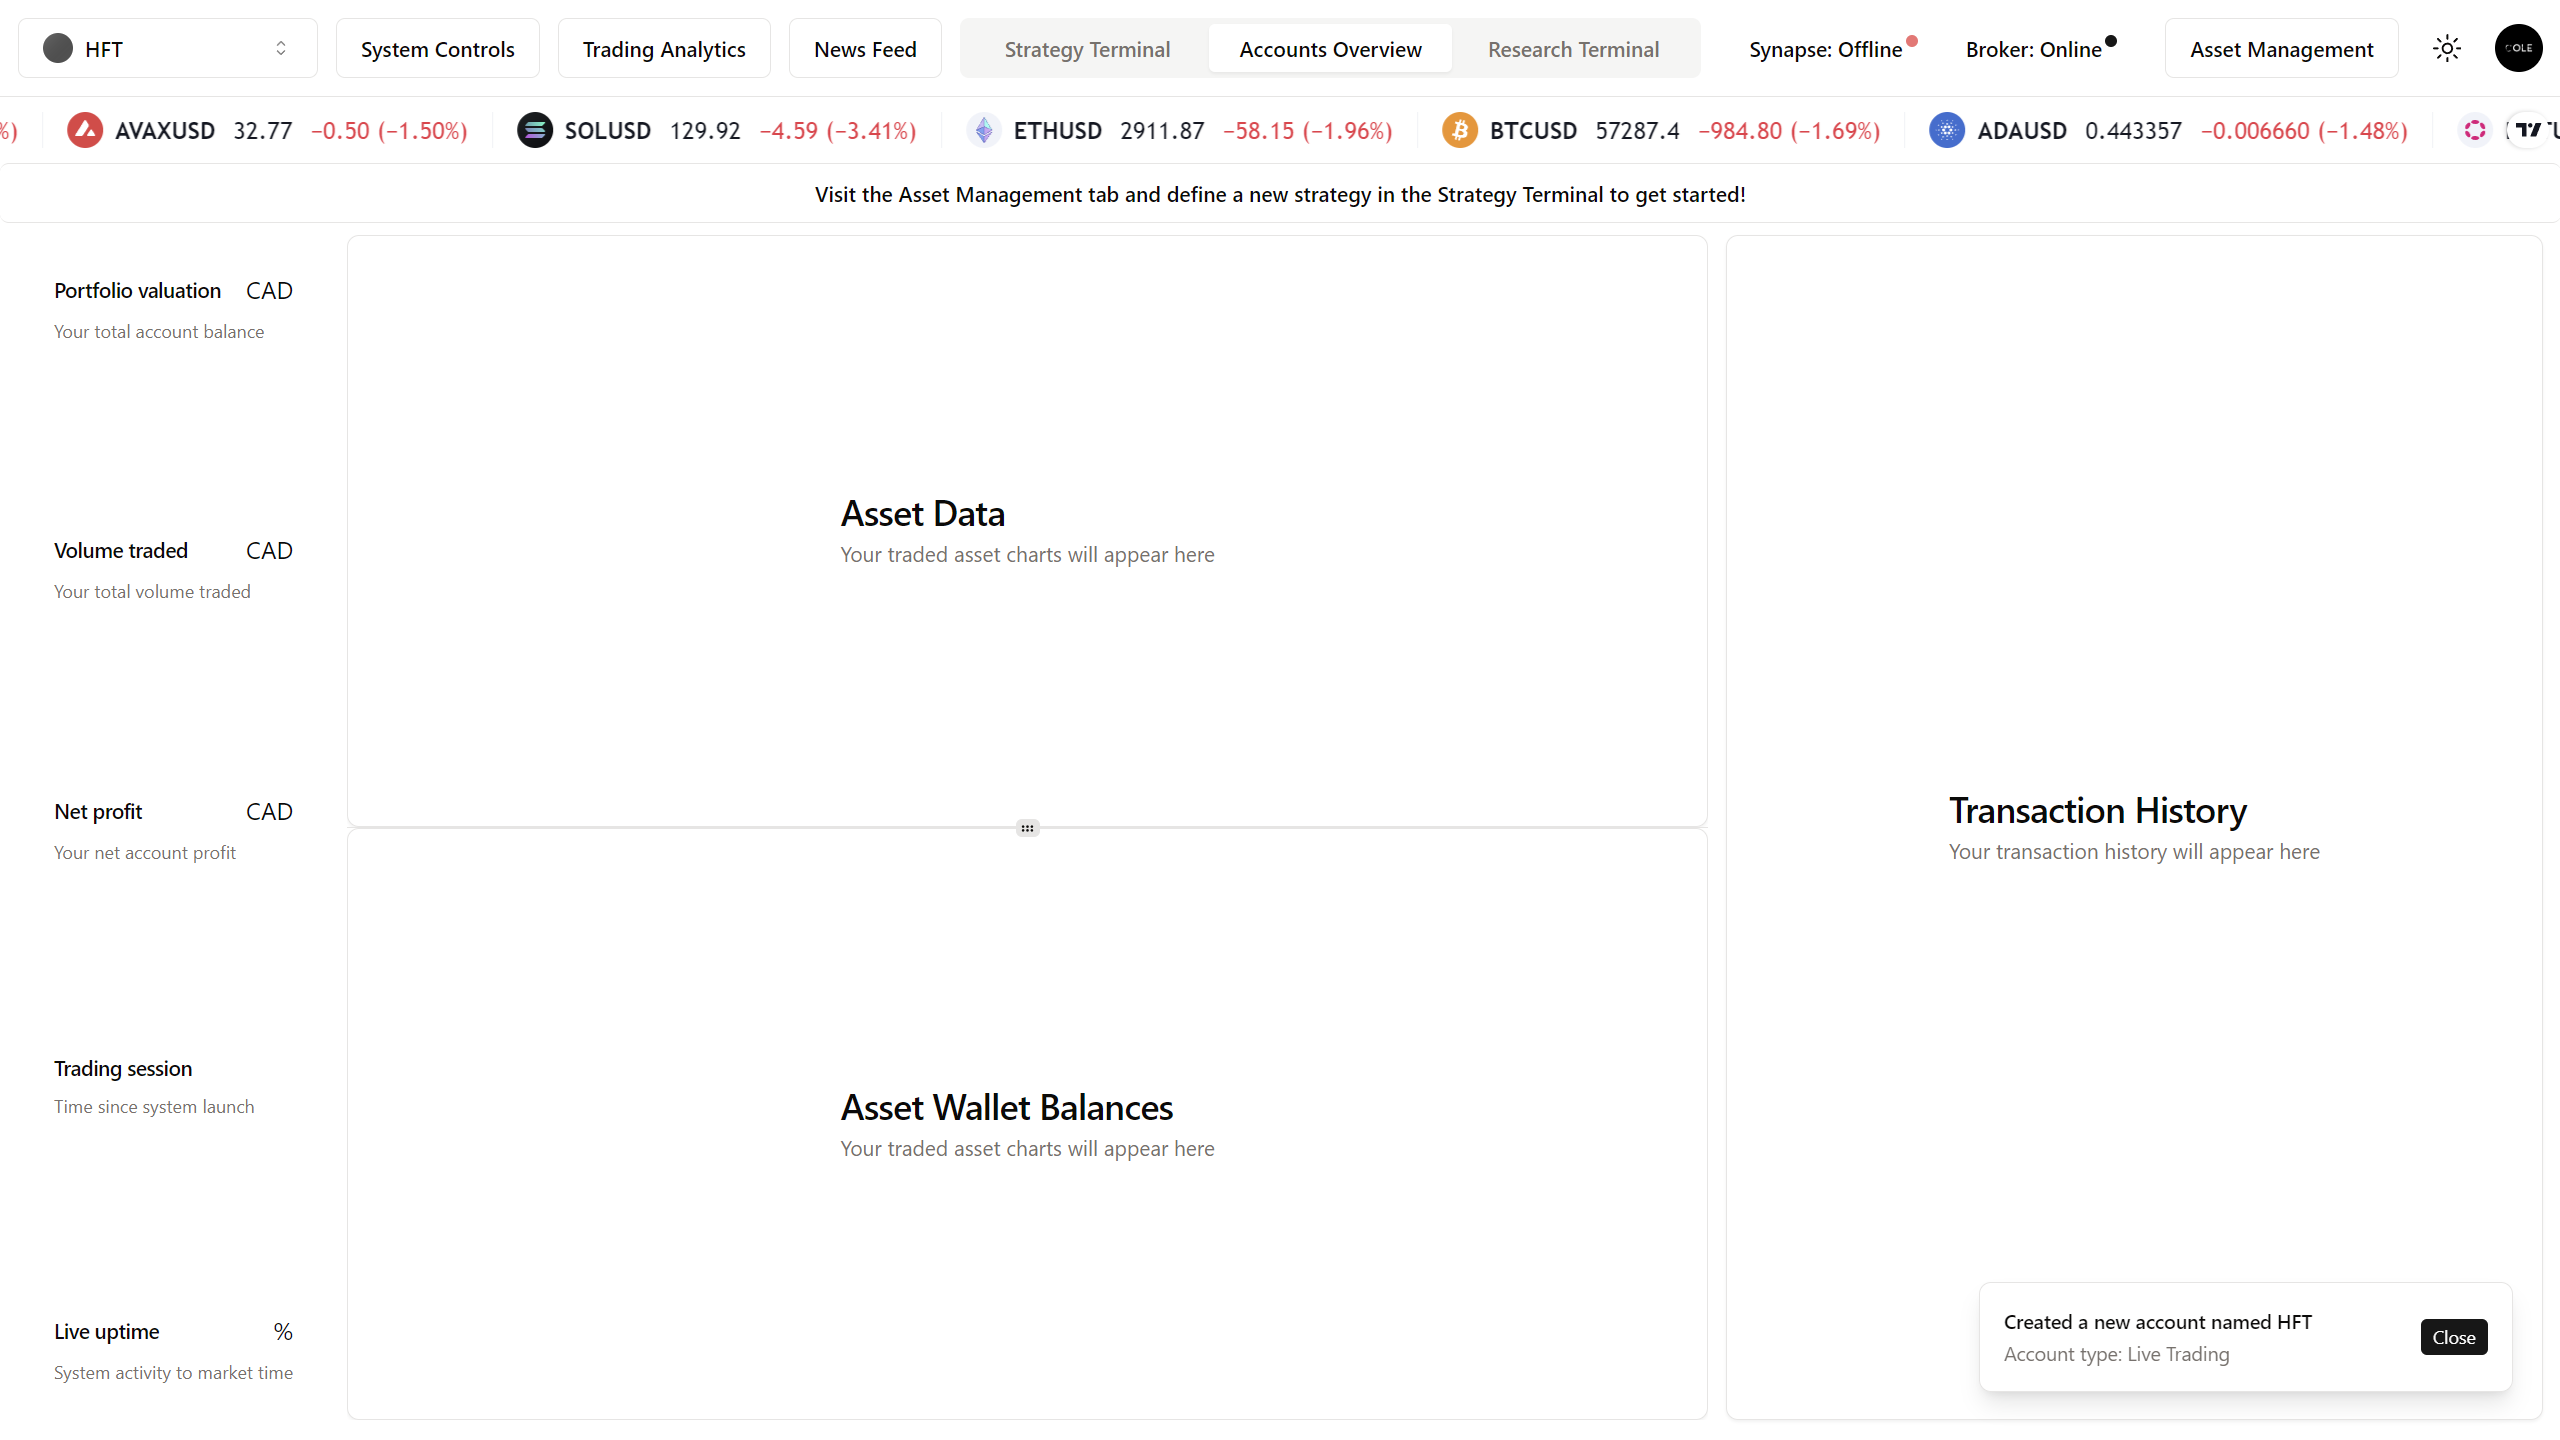 HFT
System Controls
Trading Analytics
News Feed
Strategy Terminal
Accounts Overview
Research Terminal
Synapse: Offline
Broker: Online
Asset Management
COLE
%)
AVAXUSD 32.77 −0.50 (−1.50%)
SOLUSD 129.92 −4.59 (−3.41%)
ETHUSD 2911.87 −58.15 (−1.96%)
BTCUSD 57287.4 −984.80 (−1.69%)
ADAUSD 0.443357 −0.006660 (−1.48%)
Visit the Asset Management tab and define a new strategy in the Strategy Terminal to get started!
Portfolio valuation CAD
Your total account balance
Volume traded CAD
Your total volume traded
Net profit CAD
Your net account profit
Trading session
Time since system launch
Live uptime %
System activity to market time
Asset Data
Your traded asset charts will appear here
Asset Wallet Balances
Your traded asset charts will appear here
Transaction History
Your transaction history will appear here
Created a new account named HFT
Account type: Live Trading
Close